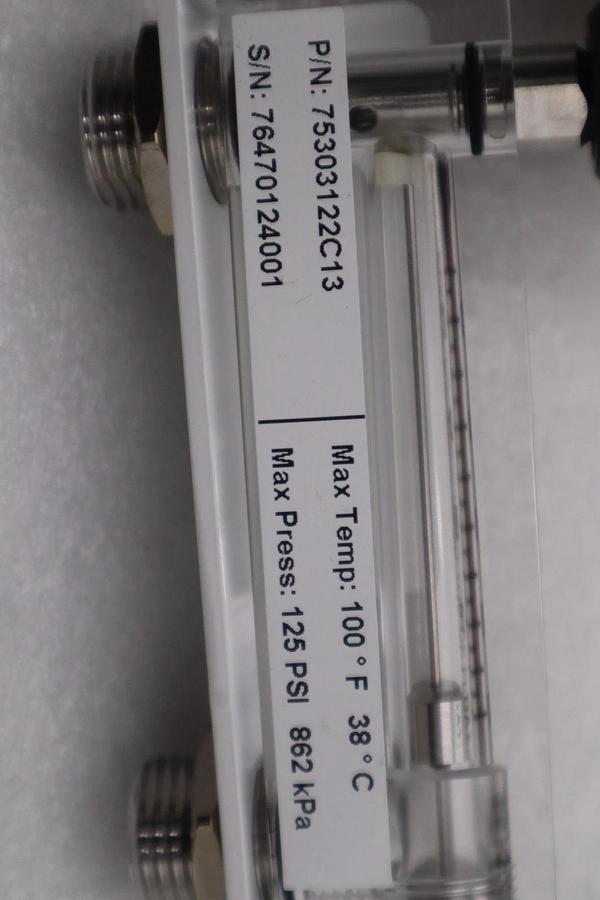 P/N: 75303122C13
S/N: 76470124001
Max Temp: 100 ° F 38 ° C
Max Press: 125 PSI 862 kPa